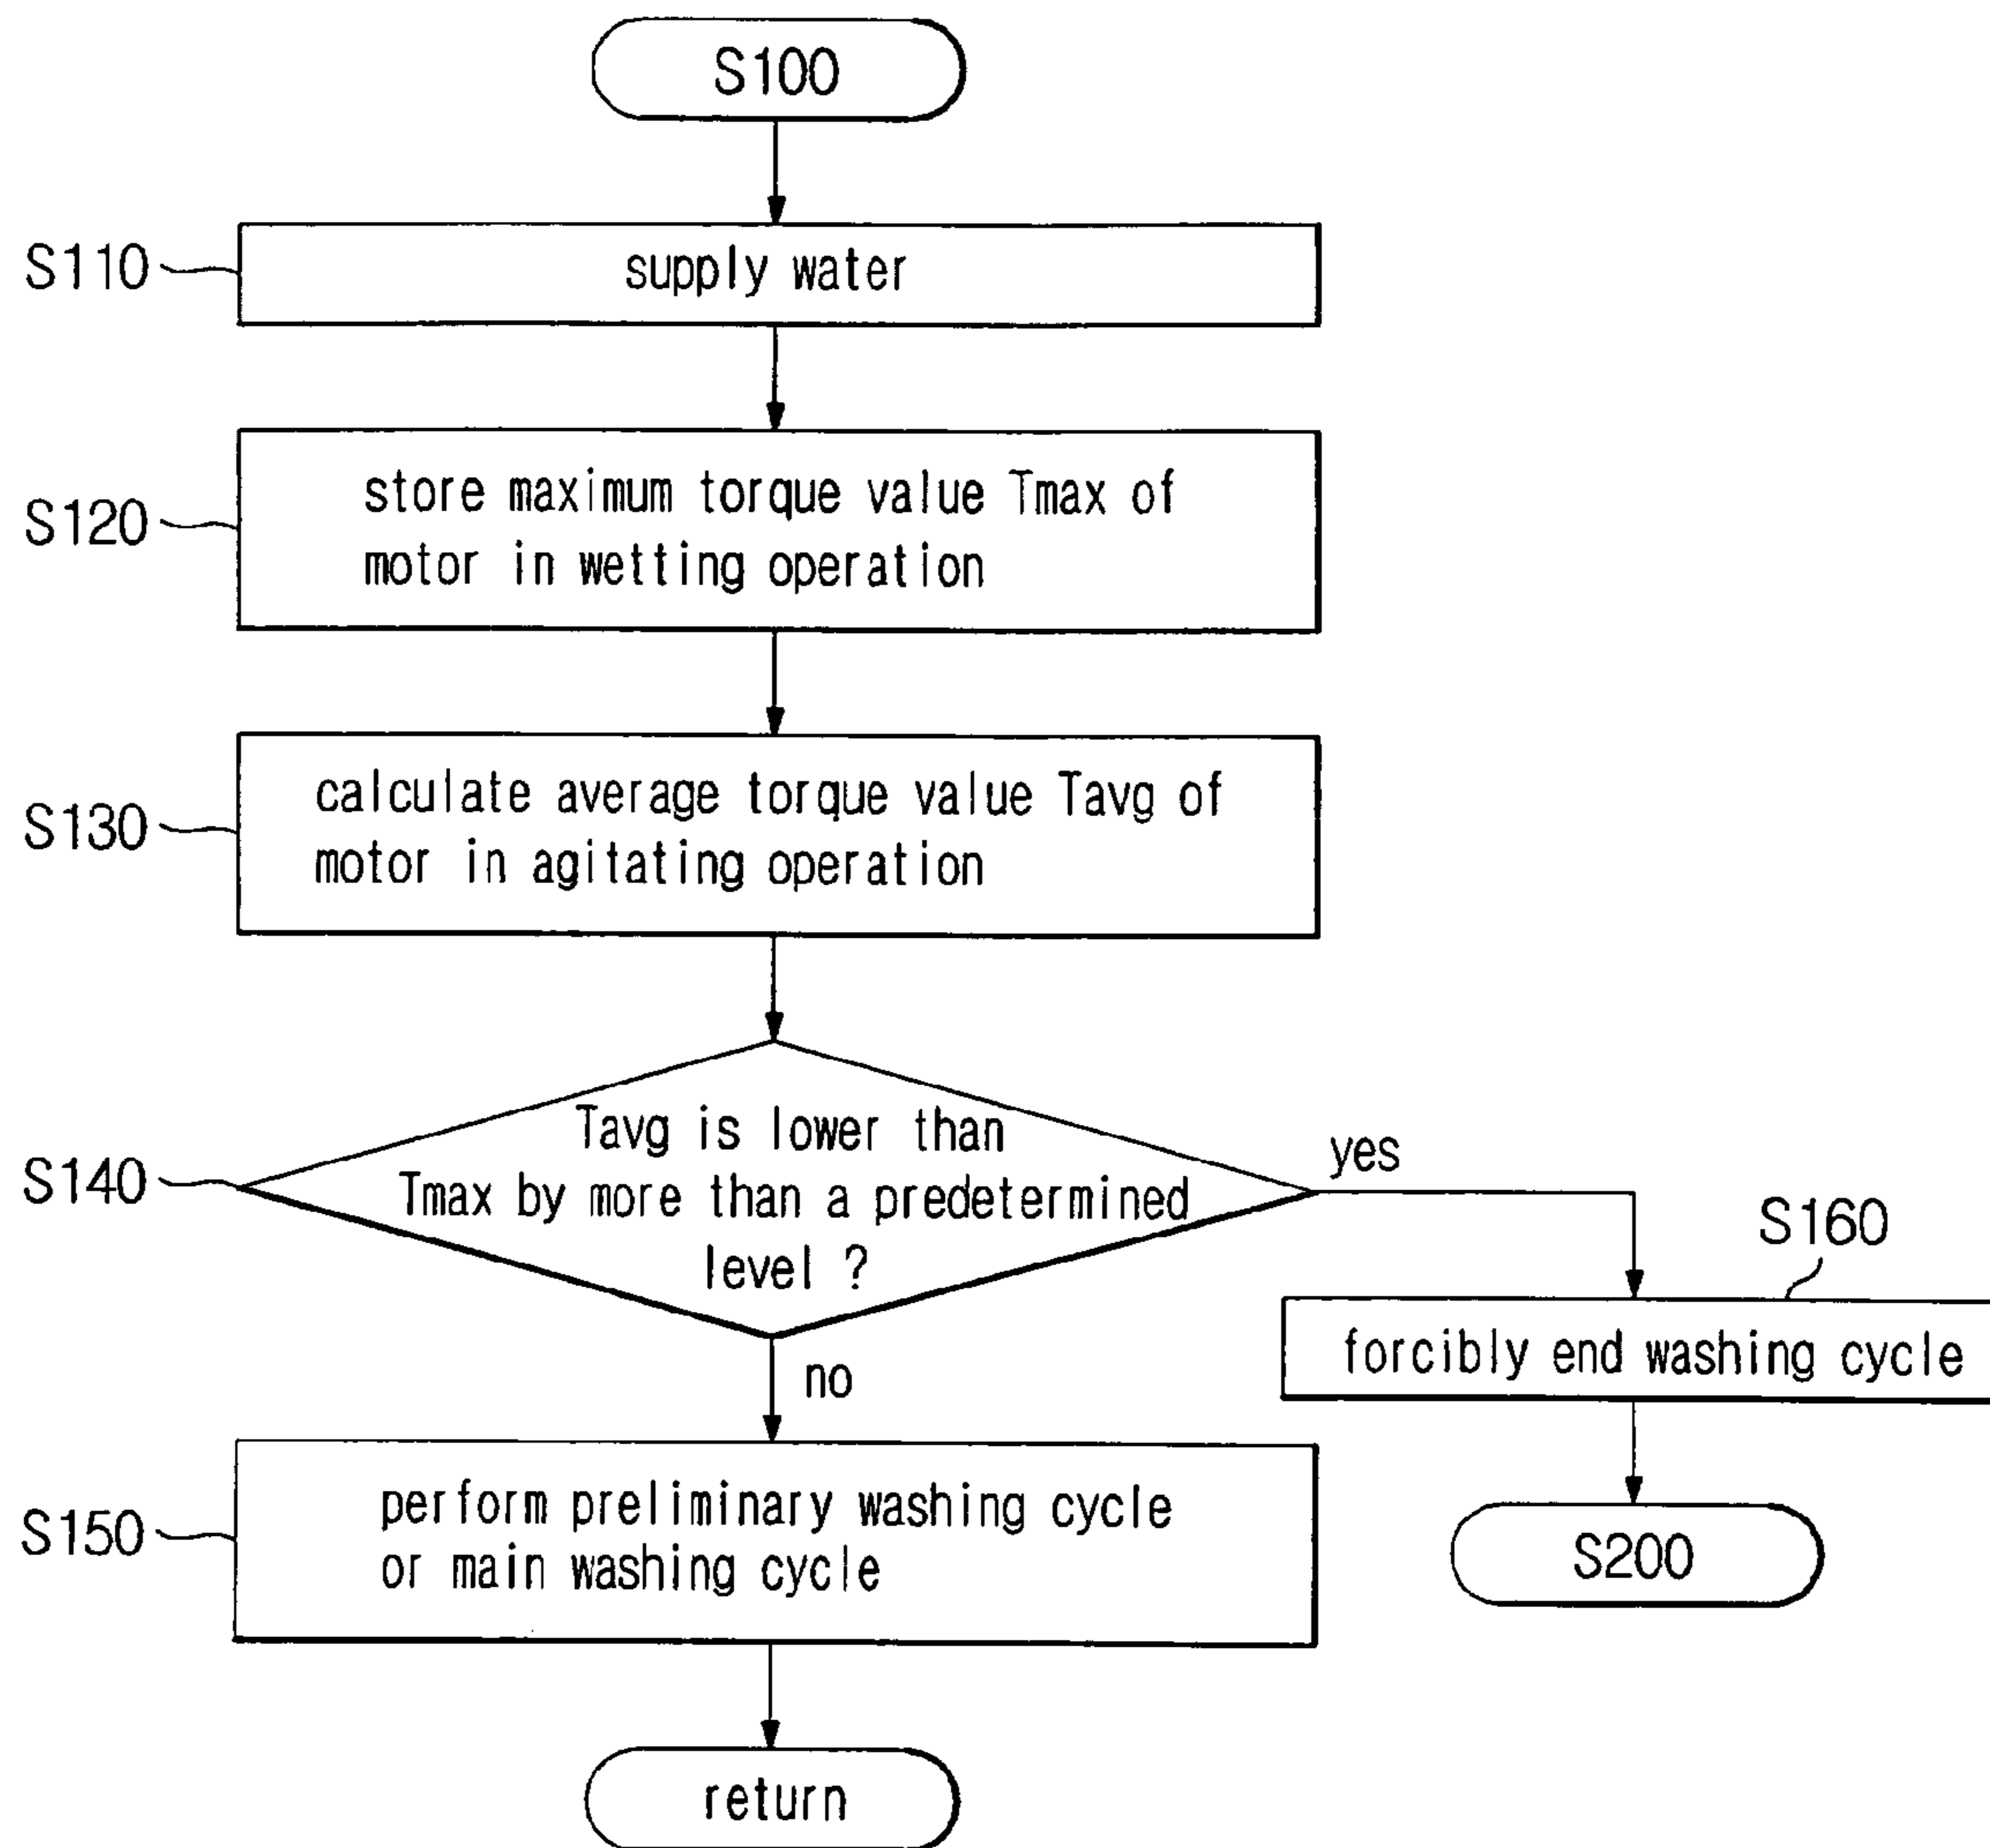 S100
S110
supply water
S120
store maximum torque value Tmax of
motor in wetting operation
S130
calculate average torque value Tavg of
motor in agitating operation
S140
Tavg is lower than
Tmax by more than a predetermined
level ?
yes
no
S160
forcibly end washing cycle
S150
perform preliminary washing cycle
or main washing cycle
S200
return